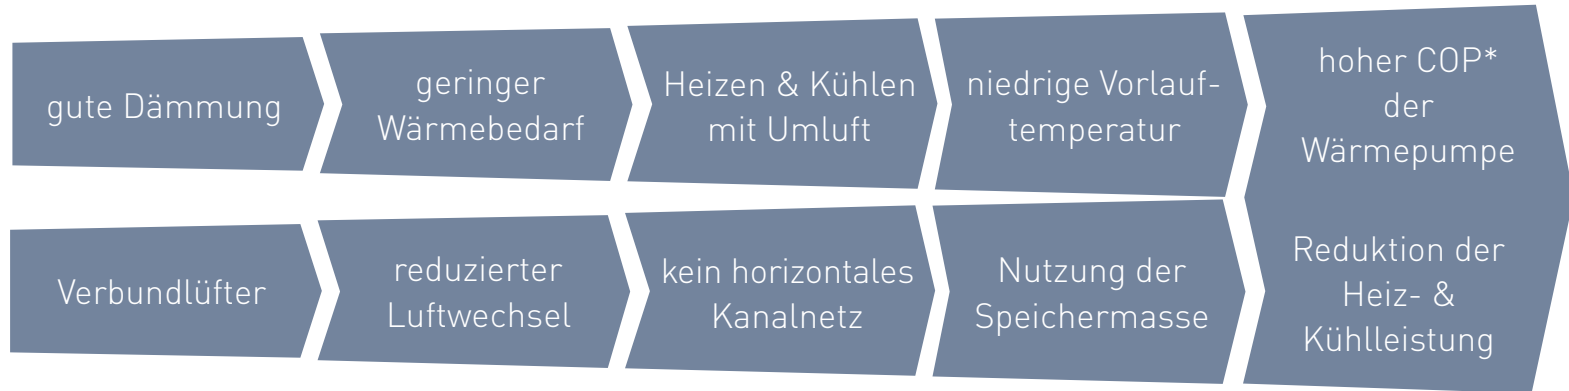 gute Dämmung
geringer
Wärmebedarf
Heizen & Kühlen
mit Umluft
niedrige Vorlauf-
temperatur
hoher COP*
der
Wärmepumpe
Verbundlüfter
reduzierter
Luftwechsel
kein horizontales
Kanalnetz
Nutzung der
Speichermasse
Reduktion der
Heiz- &
Kühlleistung